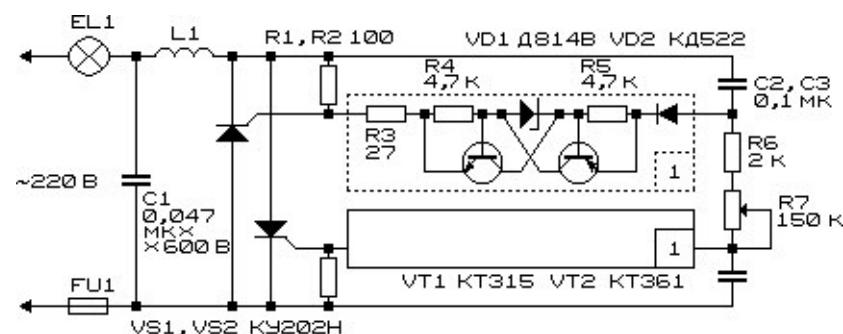 EL1
L1
R1, R2 100
VD1 Д814В VD2 КД522
R4
4,7 К
R5
4,7 К
C2, C3
0,1 МК
R3
27
1
R6
2 К
~220 В
C1
0,047
МКХ
Х600 В
R7
150 К
1
VT1 КТ315 VT2 КТ361
FU1
VS1, VS2 КУ202Н